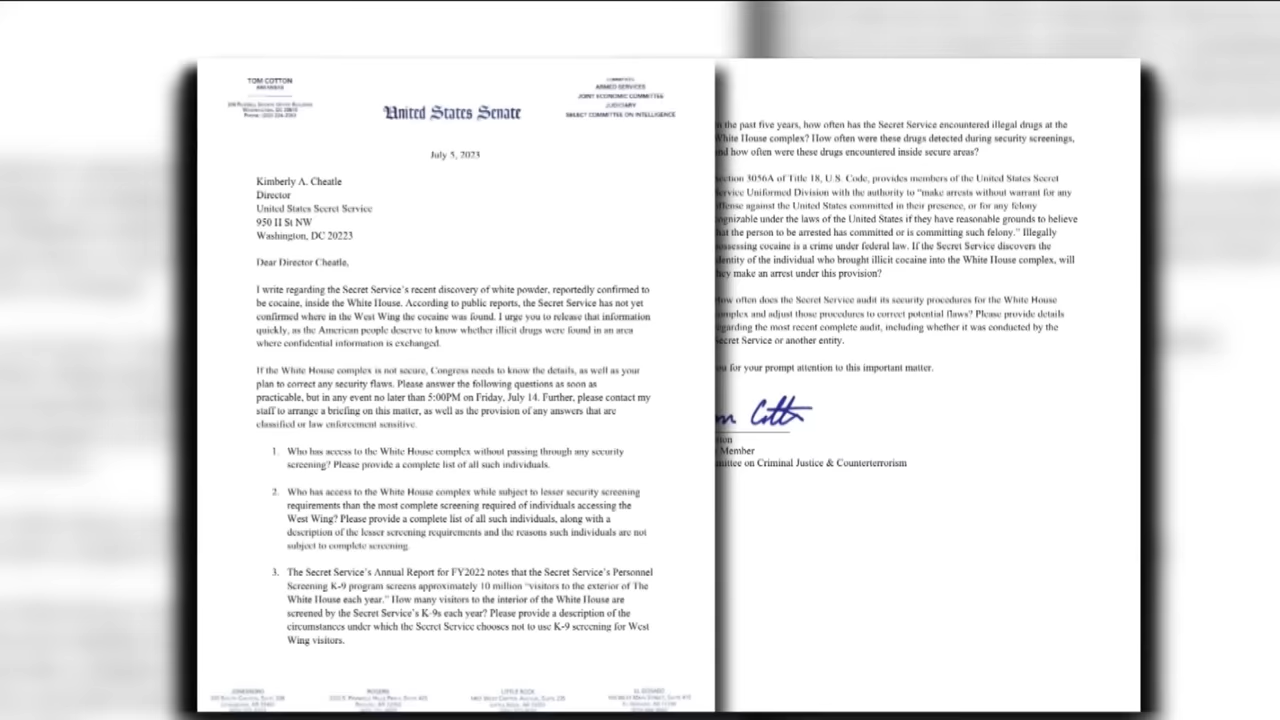 TOM COTTON
ARKANSAS
United States Senate
COMMITTEES
ARMED SERVICES
JOINT ECONOMIC COMMITTEE
JUDICIARY
SELECT COMMITTEE ON INTELLIGENCE
July 5, 2023
Kimberly A. Cheatle
Director
United States Secret Service
950 H St NW
Washington, DC 20223
Dear Director Cheatle,
I write regarding the Secret Service's recent discovery of white powder, reportedly confirmed to
be cocaine, inside the White House. According to public reports, the Secret Service has not yet
confirmed where in the West Wing the cocaine was found. I urge you to release that information
quickly, as the American people deserve to know whether illicit drugs were found in an area
where confidential information is exchanged.
If the White House complex is not secure, Congress needs to know the details, as well as your
plan to correct any security flaws. Please answer the following questions as soon as
practicable, but in any event no later than 5:00PM on Friday, July 14. Further, please contact my
staff to arrange a briefing on this matter, as well as the provision of any answers that are
classified or law enforcement sensitive.
1. Who has access to the White House complex without passing through any security
screening? Please provide a complete list of all such individuals.
2. Who has access to the White House complex while subject to lesser security screening
requirements than the most complete screening required of individuals accessing the
West Wing? Please provide a complete list of all such individuals, along with a
description of the lesser screening requirements and the reasons such individuals are not
subject to complete screening.
3. The Secret Service's Annual Report for FY2022 notes that the Secret Service's Personnel
Screening K-9 program screens approximately 10 million "visitors to the exterior of The
White House each year." How many visitors to the interior of the White House are
screened by the Secret Service's K-9s each year? Please provide a description of the
circumstances under which the Secret Service chooses not to use K-9 screening for West
Wing visitors.
JONESBORO
ROGERS
LITTLE ROCK
EL DORADO
n the past five years, how often has the Secret Service encountered illegal drugs at the
White House complex? How often were these drugs detected during security screenings,
nd how often were these drugs encountered inside secure areas?
ection 3056A of Title 18, U.S. Code, provides members of the United States Secret
ervice Uniformed Division with the authority to "make arrests without warrant for any
ffense against the United States committed in their presence, or for any felony
ognizable under the laws of the United States if they have reasonable grounds to believe
hat the person to be arrested has committed or is committing such felony." Illegally
ossessing cocaine is a crime under federal law. If the Secret Service discovers the
dentity of the individual who brought illicit cocaine into the White House complex, will
hey make an arrest under this provision?
How often does the Secret Service audit its security procedures for the White House
omplex and adjust those procedures to correct potential flaws? Please provide details
egarding the most recent complete audit, including whether it was conducted by the
ecret Service or another entity.
ou for your prompt attention to this important matter.
m Cotton
tton
Member
mittee on Criminal Justice & Counterterrorism